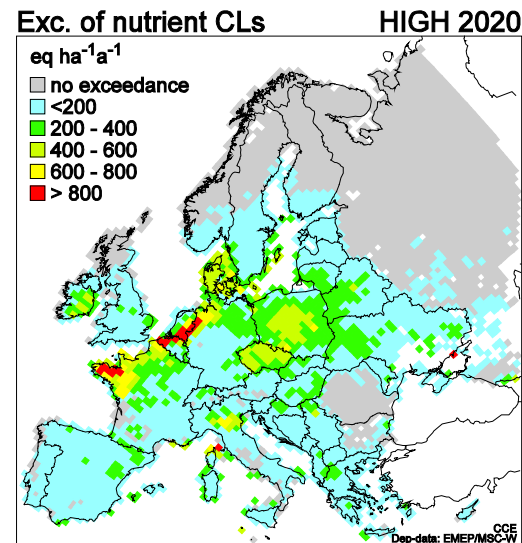 Exc. of nutrient CLs HIGH 2020
eq ha⁻¹a⁻¹
no exceedance
<200
200 - 400
400 - 600
600 - 800
> 800
CCE
Dep-data: EMEP/MSC-W